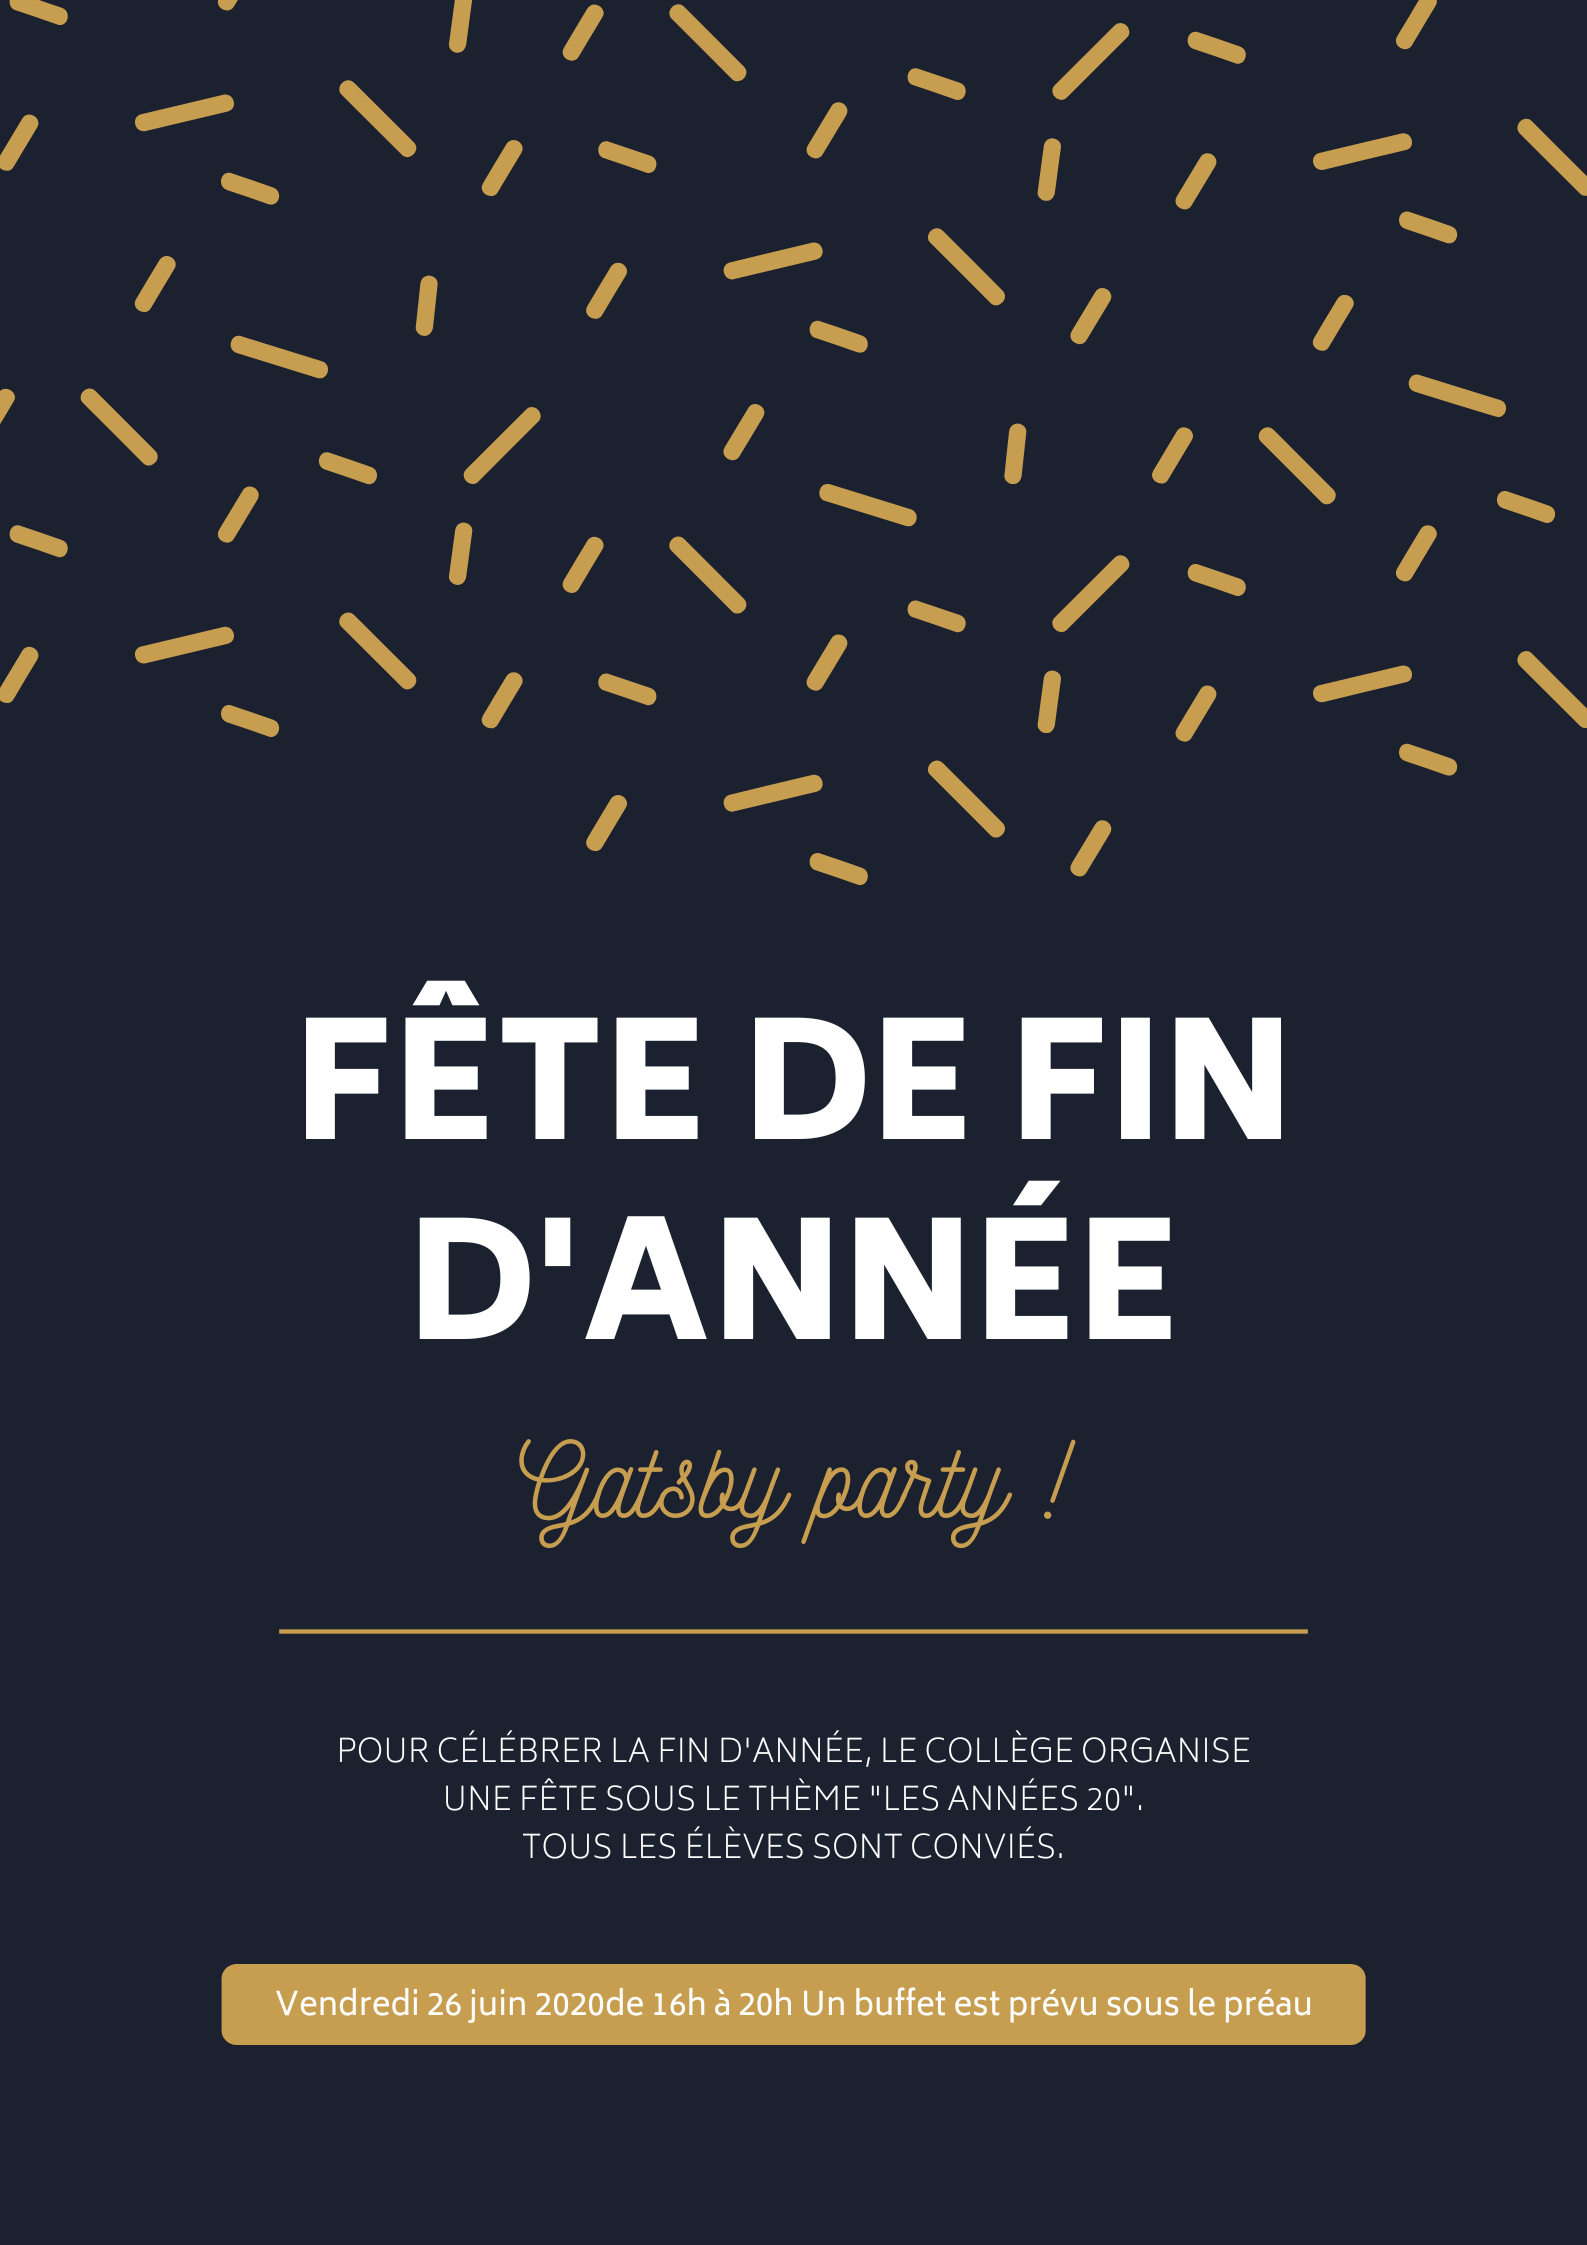 FÊTE DE FIN
D'ANNÉE
Gatsby party !
POUR CÉLÉBRER LA FIN D'ANNÉE, LE COLLÈGE ORGANISE
UNE FÊTE SOUS LE THÈME "LES ANNÉES 20".
TOUS LES ÉLÈVES SONT CONVIÉS.
Vendredi 26 juin 2020de 16h à 20h Un buffet est prévu sous le préau